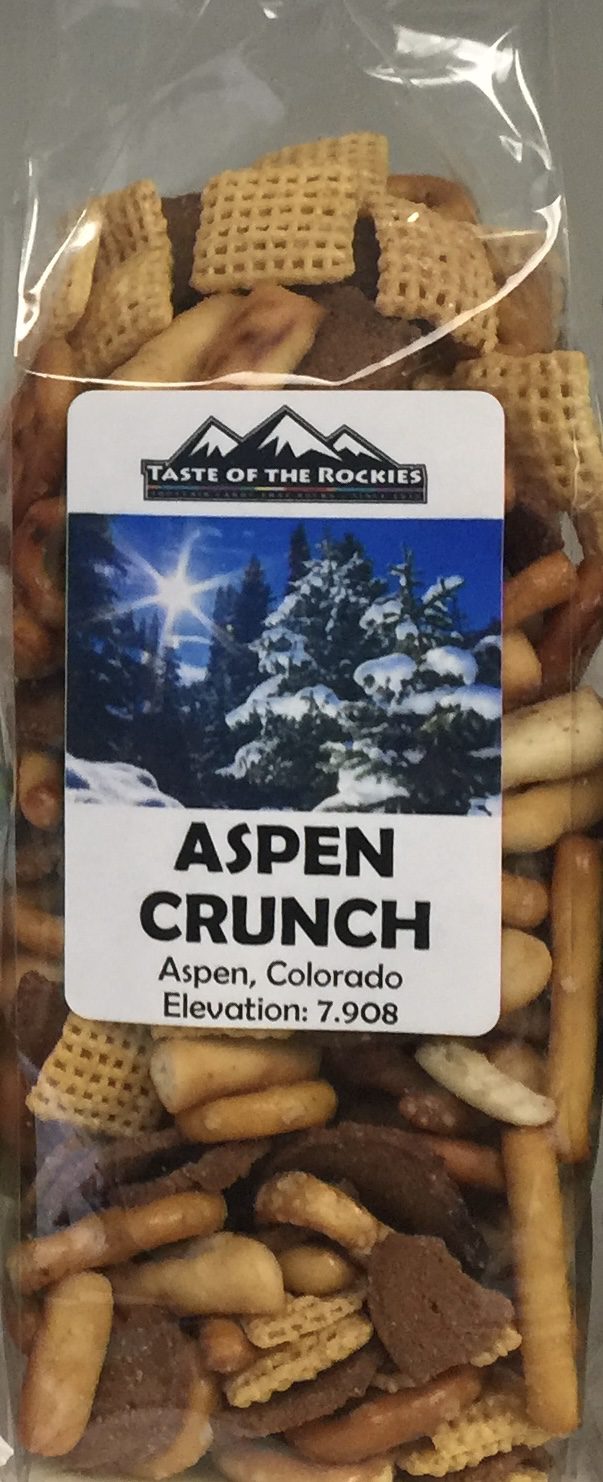 TASTE OF THE ROCKIES
ASPEN
CRUNCH
Aspen, Colorado
Elevation: 7.908